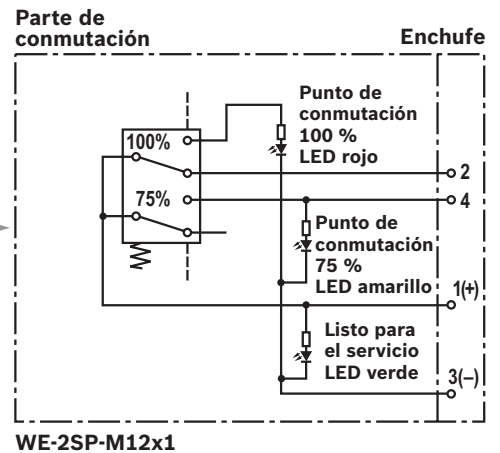 Parte de
conmutación
Enchufe
Punto de
conmutación
100 %
LED rojo
100%
2
75%
4
Punto de
conmutación
75 %
LED amarillo
1(+)
Listo para
el servicio
LED verde
3(–)
WE-2SP-M12x1